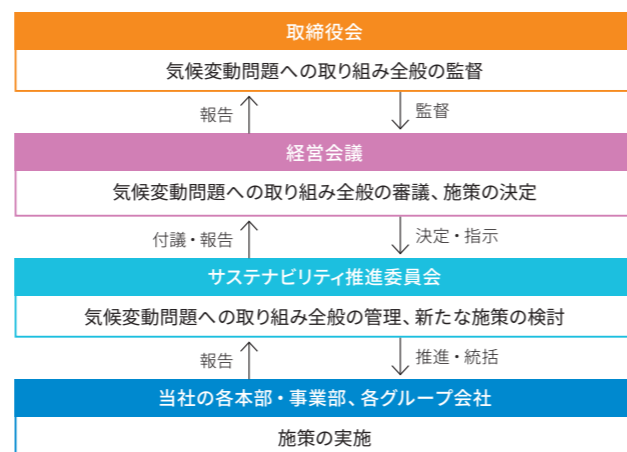 取締役会
気候変動問題への取り組み全般の監督
報告
監督
経営会議
気候変動問題への取り組み全般の審議、施策の決定
付議・報告
決定・指示
サステナビリティ推進委員会
気候変動問題への取り組み全般の管理、新たな施策の検討
報告
推進・統括
当社の各本部・事業部、各グループ会社
施策の実施